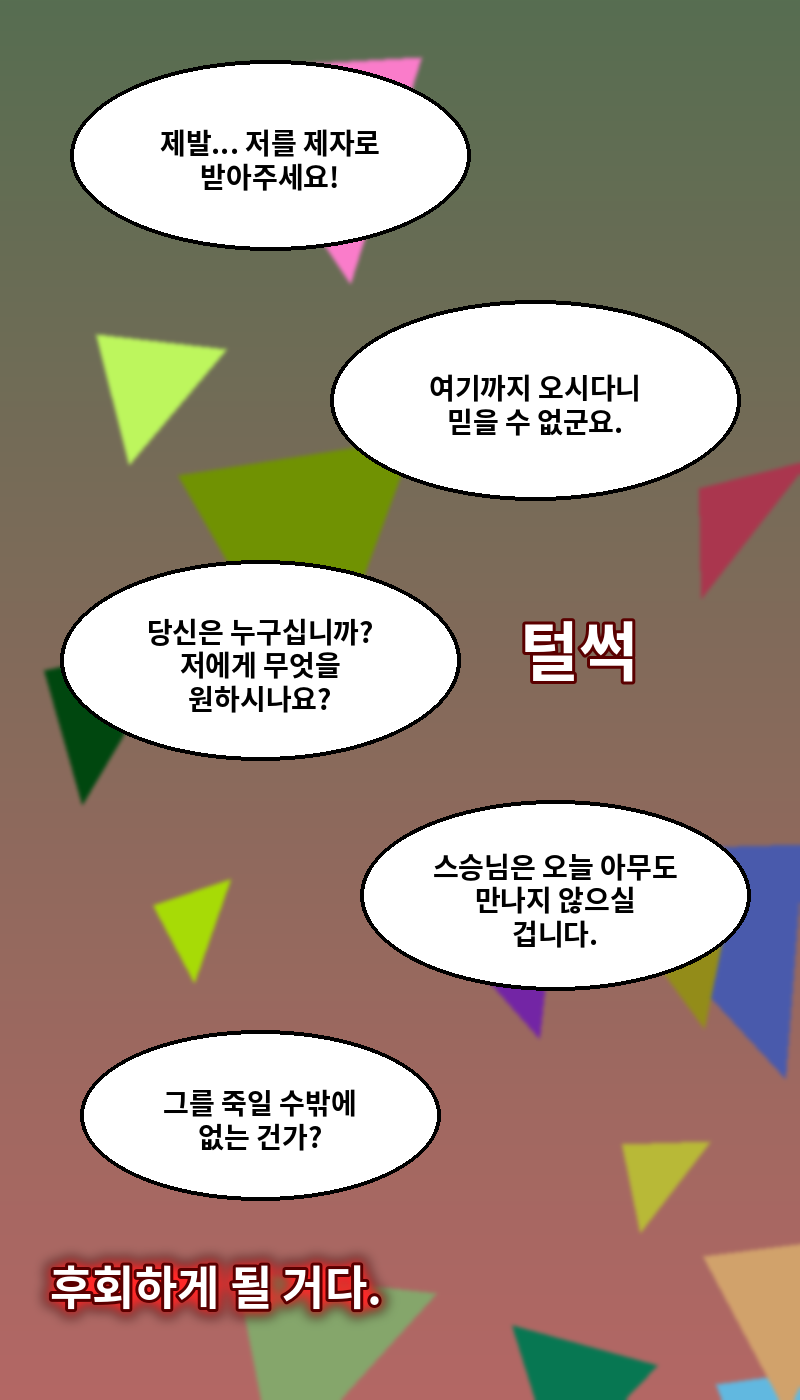 제발... 저를 제자로
받아주세요!
여기까지 오시다니
믿을 수 없군요.
당신은 누구십니까?
저에게 무엇을
원하시나요?
털썩
스승님은 오늘 아무도
만나지 않으실
겁니다.
그를 죽일 수밖에
없는 건가?
후회하게 될 거다.